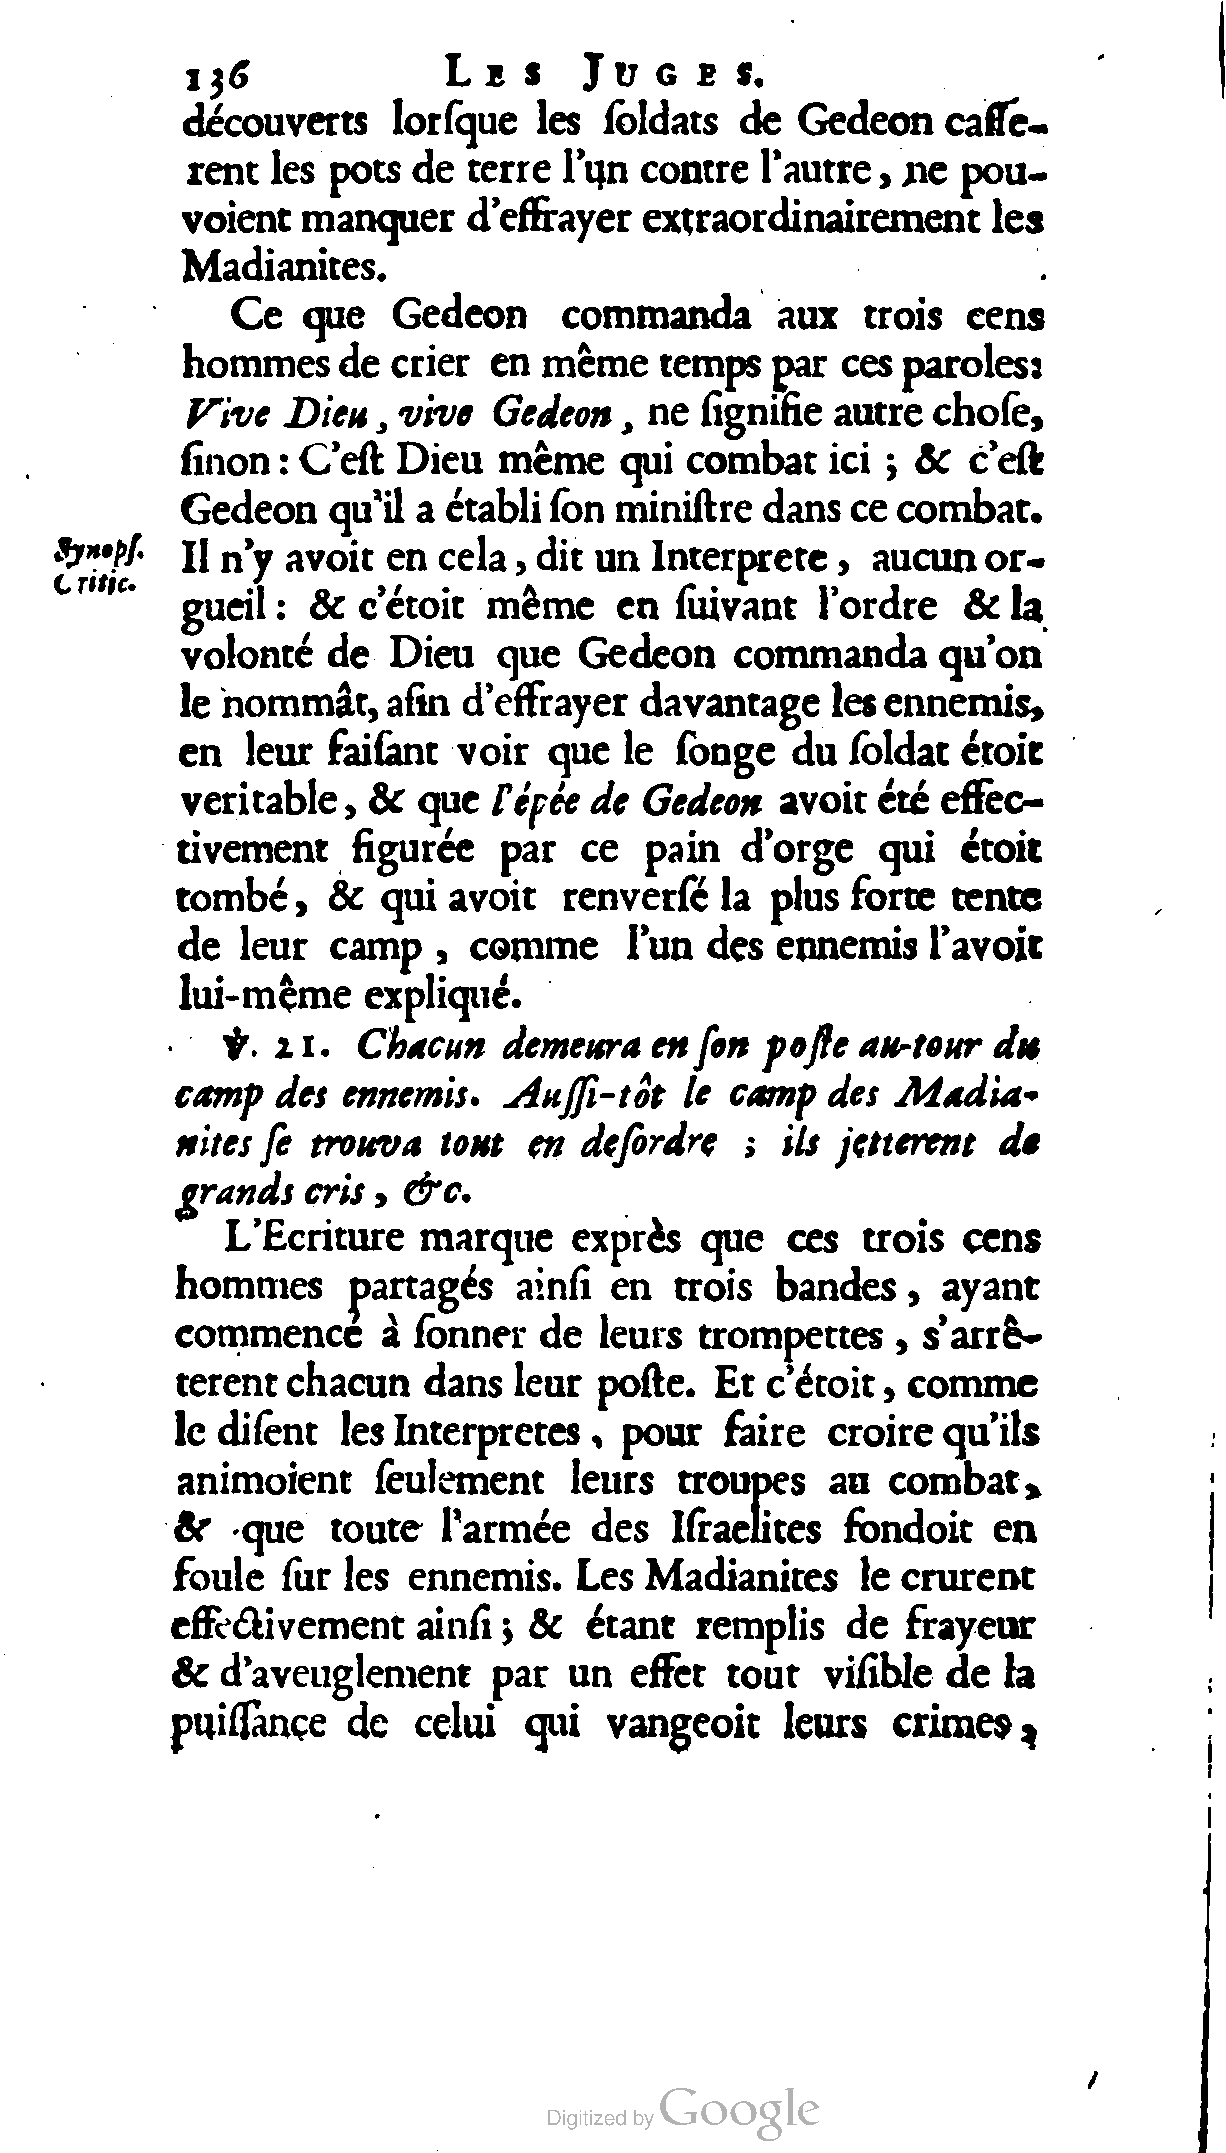 136 LES JUGES.
découverts lorſque les ſoldats de Gedeon caſſe-
rent les pots de terre l'un contre l'autre, ne pou-
voient manquer d'effrayer extraordinairement les
Madianites.
Ce que Gedeon commanda aux trois cens
hommes de crier en même temps par ces paroles:
Vive Dieu, vive Gedeon, ne ſignifie autre choſe,
ſinon : C'eſt Dieu même qui combat ici ; & c'eſt
Gedeon qu'il a établi ſon miniſtre dans ce combat.
Synopſ.
Critic.
Il n'y avoit en cela, dit un Interprete, aucun or-
gueil : & c'étoit même en ſuivant l'ordre & la
volonté de Dieu que Gedeon commanda qu'on
le nommât, afin d'effrayer davantage les ennemis,
en leur faiſant voir que le ſonge du ſoldat étoit
veritable, & que l'épée de Gedeon avoit été effec-
tivement figurée par ce pain d'orge qui étoit
tombé, & qui avoit renverſé la plus forte tente
de leur camp, comme l'un des ennemis l'avoit
lui-même expliqué.
℣. 21. Chacun demeura en ſon poſte au-tour du
camp des ennemis. Auſſi-tôt le camp des Madia-
nites ſe trouva tout en deſordre ; ils jetterent de
grands cris, &c.
L'Ecriture marque exprès que ces trois cens
hommes partagés ainſi en trois bandes, ayant
commencé à ſonner de leurs trompettes, s'arrê-
terent chacun dans leur poſte. Et c'étoit, comme
le diſent les Interpretes, pour faire croire qu'ils
animoient ſeulement leurs troupes au combat,
& que toute l'armée des Iſraelites fondoit en
foule ſur les ennemis. Les Madianites le crurent
effectivement ainſi ; & étant remplis de frayeur
& d'aveuglement par un effet tout viſible de la
puiſſance de celui qui vangeoit leurs crimes,
Digitized by Google